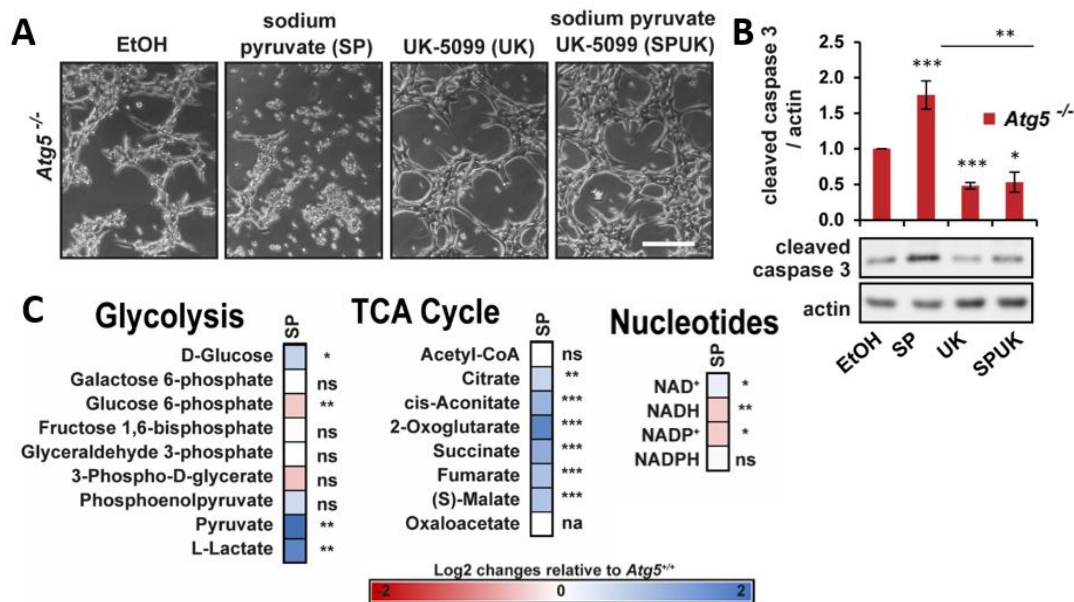 A
EtOH
sodium
pyruvate (SP)
UK-5099 (UK)
sodium pyruvate
UK-5099 (SPUK)
Atg5 -/-
B
cleaved caspase 3
/ actin
2.5
2.0
1.5
1.0
0.5
0.0
***
***
*
**
Atg5 -/-
cleaved
caspase 3
actin
EtOH
SP
UK
SPUK
C
Glycolysis
SP
D-Glucose *
Galactose 6-phosphate ns
Glucose 6-phosphate **
Fructose 1,6-bisphosphate ns
Glyceraldehyde 3-phosphate ns
3-Phospho-D-glycerate ns
Phosphoenolpyruvate ns
Pyruvate **
L-Lactate **
TCA Cycle
SP
Acetyl-CoA ns
Citrate **
cis-Aconitate ***
2-Oxoglutarate ***
Succinate ***
Fumarate ***
(S)-Malate ***
Oxaloacetate na
Nucleotides
SP
NAD+ *
NADH **
NADP+ *
NADPH ns
Log2 changes relative to Atg5+/+
-2 0 2